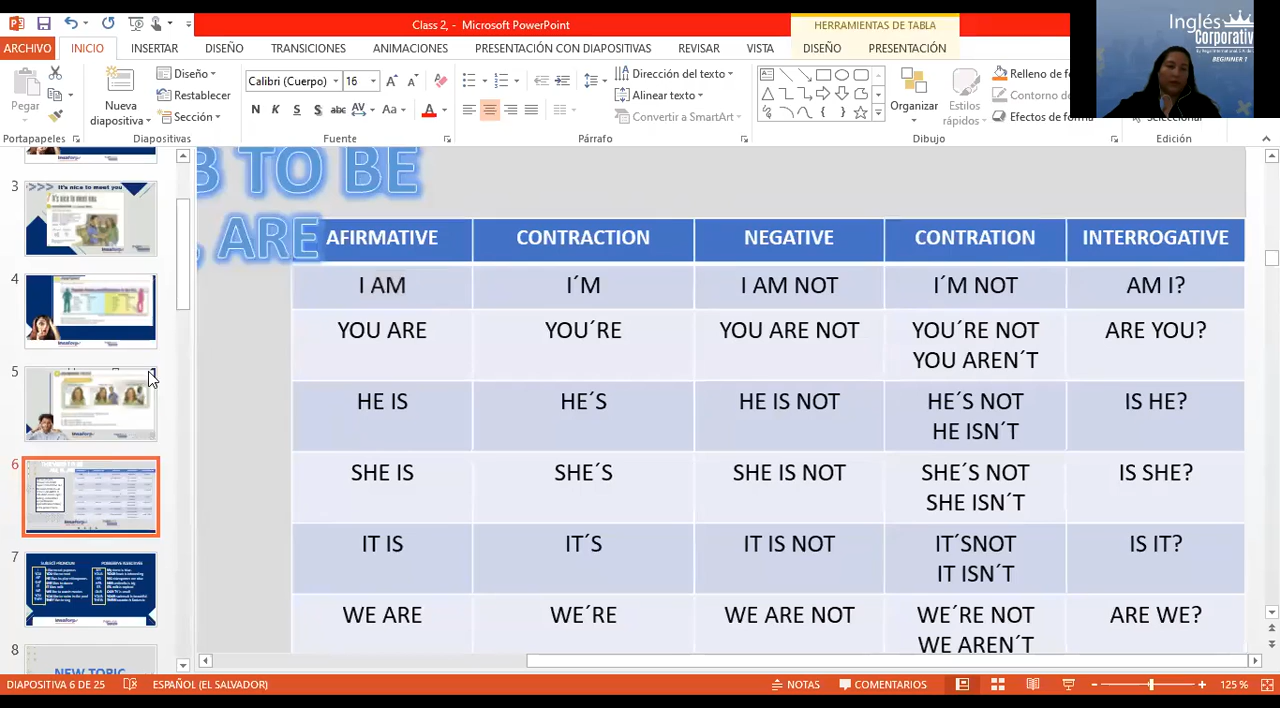 Class 2, - Microsoft PowerPoint
HERRAMIENTAS DE TABLA
Inglés
Corporativo
BEGINNER 1
ARCHIVO INICIO INSERTAR DISEÑO TRANSICIONES ANIMACIONES PRESENTACIÓN CON DIAPOSITIVAS REVISAR VISTA DISEÑO PRESENTACIÓN
Pegar
Nueva
diapositiva
Diseño
Restablecer
Sección
Calibri (Cuerpo) 16
N K S S abc AV Aa A
Dirección del texto
Alinear texto
Convertir a SmartArt
Organizar
Estilos
rápidos
Relleno de f
Contorno de
Efectos de forma
Seleccionar
Portapapeles Diapositivas Fuente Párrafo Dibujo Edición
3
It's nice to meet you
4
5
6
7
SUBJECT PRONOUN
8
NEW TOPIC
B TO BE
, ARE
AFIRMATIVE CONTRACTION NEGATIVE CONTRATION INTERROGATIVE
I AM I´M I AM NOT I´M NOT AM I?
YOU ARE YOU´RE YOU ARE NOT YOU´RE NOT ARE YOU?
YOU AREN´T
HE IS HE´S HE IS NOT HE´S NOT IS HE?
HE ISN´T
SHE IS SHE´S SHE IS NOT SHE´S NOT IS SHE?
SHE ISN´T
IT IS IT´S IT IS NOT IT´SNOT IS IT?
IT ISN´T
WE ARE WE´RE WE ARE NOT WE´RE NOT ARE WE?
WE AREN´T
DIAPOSITIVA 6 DE 25 ESPAÑOL (EL SALVADOR) NOTAS COMENTARIOS 125 %